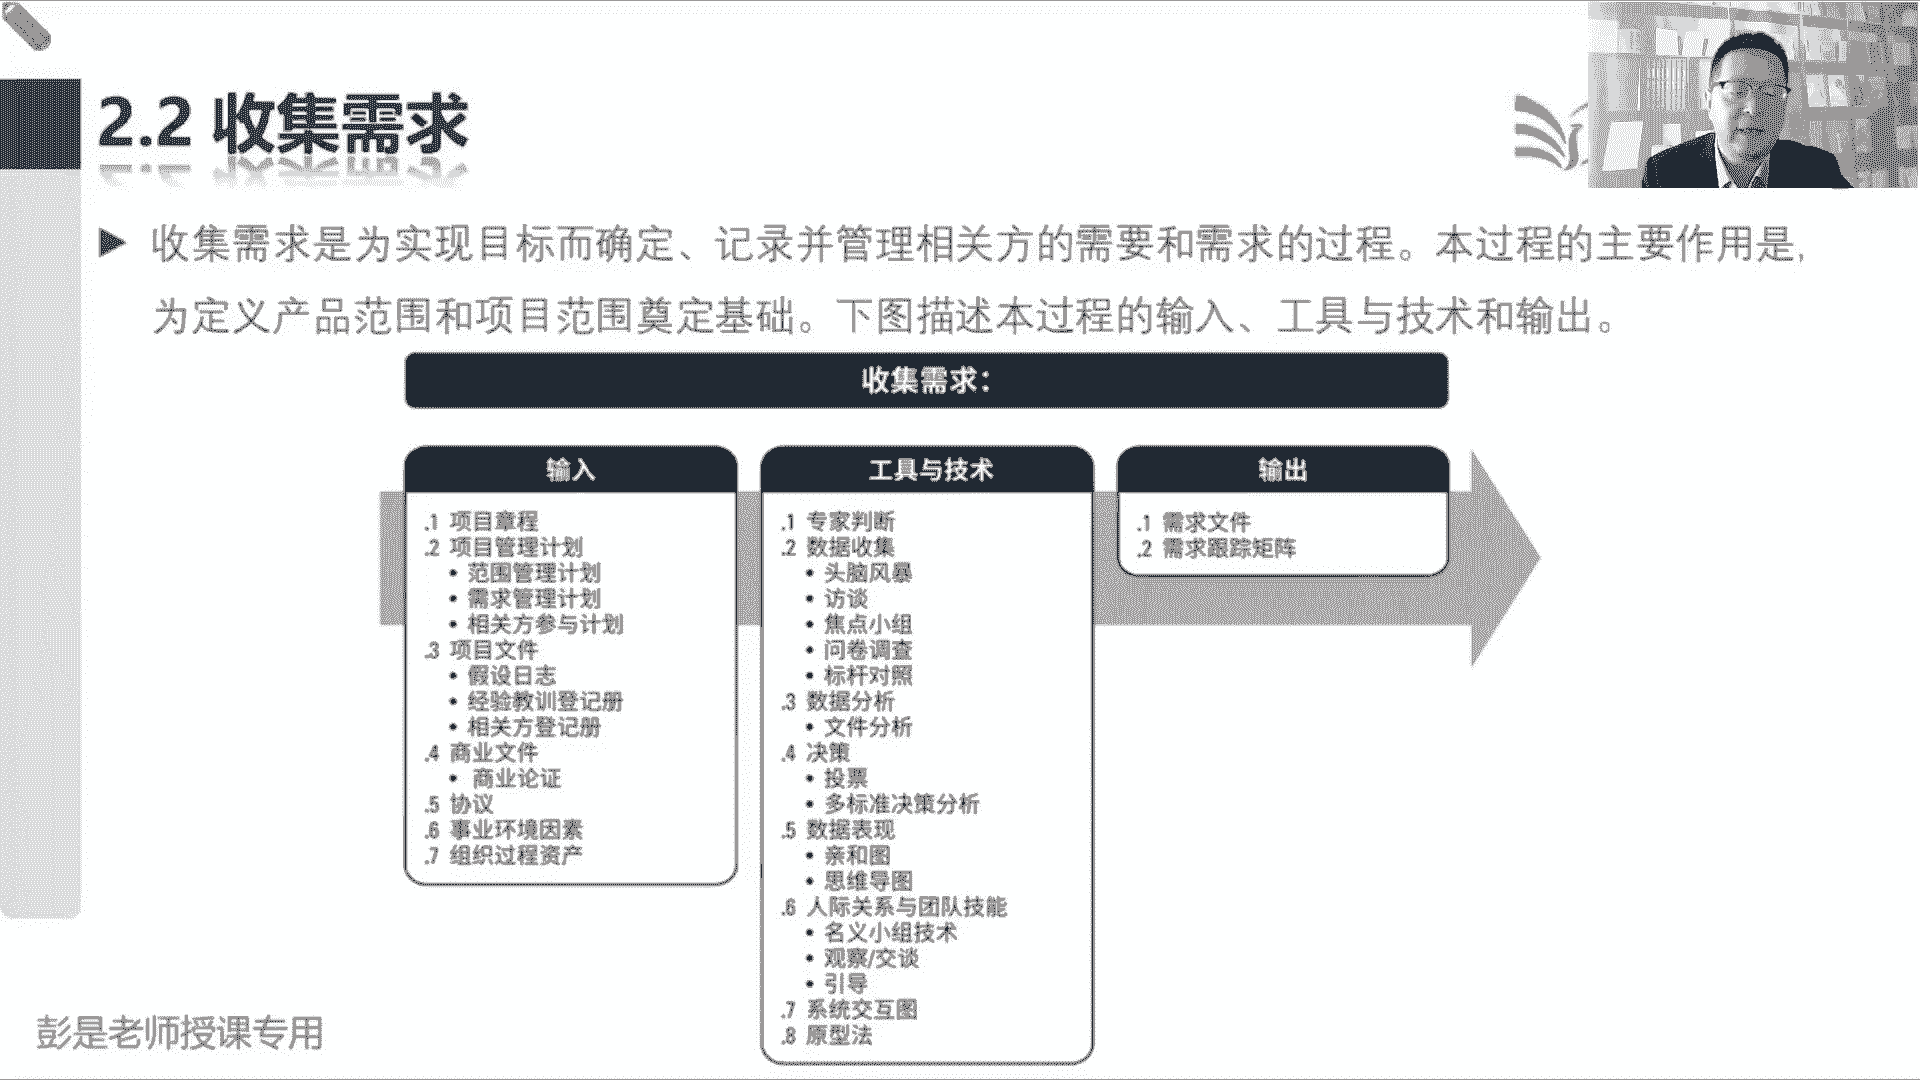 2.2 收集需求
收集需求是为实现目标而确定、记录并管理相关方的需要和需求的过程。本过程的主要作用是,
为定义产品范围和项目范围奠定基础。下图描述本过程的输入、工具与技术和输出。
收集需求：
输入
.1 项目章程
.2 项目管理计划
• 范围管理计划
• 需求管理计划
• 相关方参与计划
.3 项目文件
• 假设日志
• 经验教训登记册
• 相关方登记册
.4 商业文件
• 商业论证
.5 协议
.6 事业环境因素
.7 组织过程资产
工具与技术
.1 专家判断
.2 数据收集
• 头脑风暴
• 访谈
• 焦点小组
• 问卷调查
• 标杆对照
.3 数据分析
• 文件分析
.4 决策
• 投票
• 多标准决策分析
.5 数据表现
• 亲和图
• 思维导图
.6 人际关系与团队技能
• 名义小组技术
• 观察/交谈
• 引导
.7 系统交互图
.8 原型法
输出
.1 需求文件
.2 需求跟踪矩阵
彭是老师授课专用